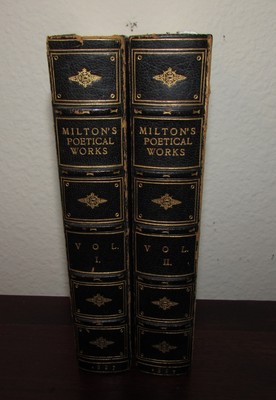 MILTON'S
POETICAL
WORKS
VOL.
I.
MILTON'S
POETICAL
WORKS
VOL.
II.